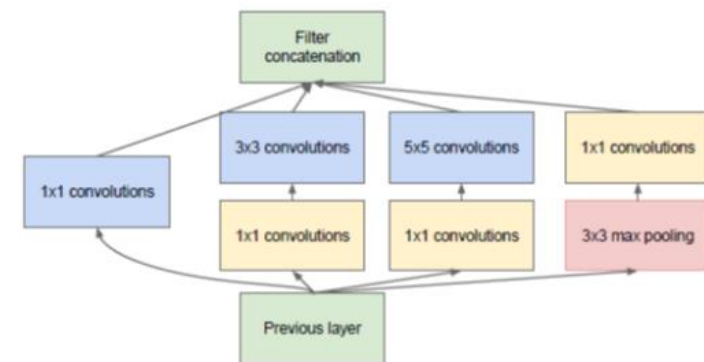 Filter
concatenation
3x3 convolutions
5x5 convolutions
1x1 convolutions
1x1 convolutions
1x1 convolutions
1x1 convolutions
3x3 max pooling
Previous layer